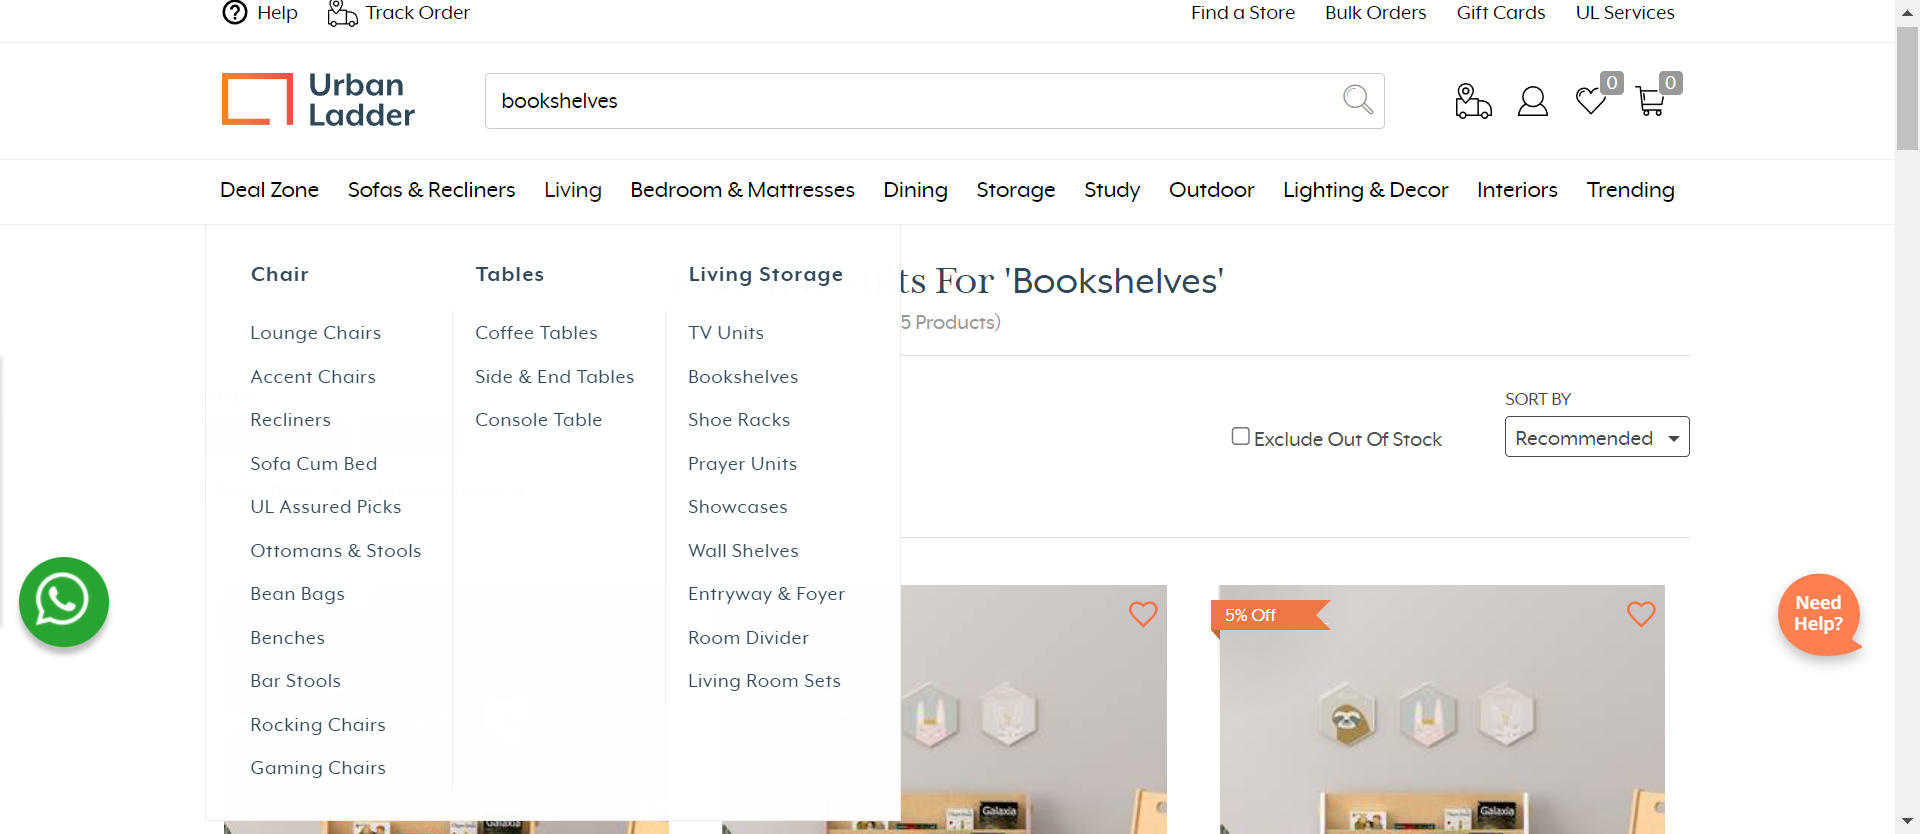 Help
Track Order
Find a Store
Bulk Orders
Gift Cards
UL Services
Urban
Ladder
bookshelves
0
0
Deal Zone
Sofas & Recliners
Living
Bedroom & Mattresses
Dining
Storage
Study
Outdoor
Lighting & Decor
Interiors
Trending
Chair
Lounge Chairs
Accent Chairs
Recliners
Sofa Cum Bed
UL Assured Picks
Ottomans & Stools
Bean Bags
Benches
Bar Stools
Rocking Chairs
Gaming Chairs
Tables
Coffee Tables
Side & End Tables
Console Table
Living Storage
TV Units
Bookshelves
Shoe Racks
Prayer Units
Showcases
Wall Shelves
Entryway & Foyer
Room Divider
Living Room Sets
ts For 'Bookshelves'
5 Products)
Exclude Out Of Stock
SORT BY
Recommended
5% Off
Need
Help?
Galaxia
Galaxia